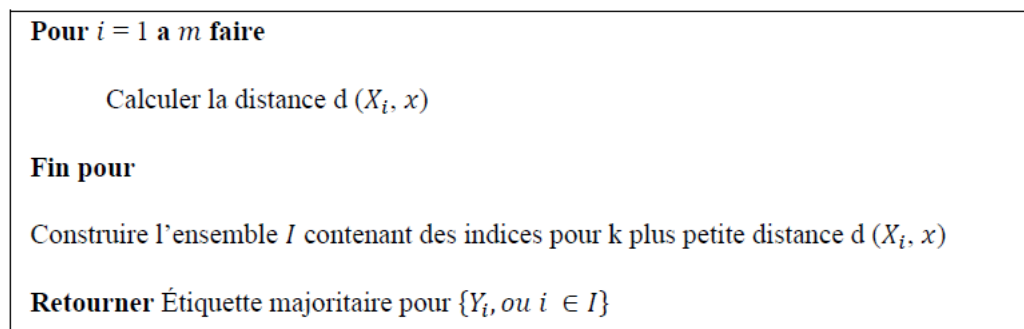 Pour i = 1 a m faire
Calculer la distance d (Xᵢ, x)
Fin pour
Construire l’ensemble I contenant des indices pour k plus petite distance d (Xᵢ, x)
Retourner Étiquette majoritaire pour {Yᵢ, ou i ∈ I}